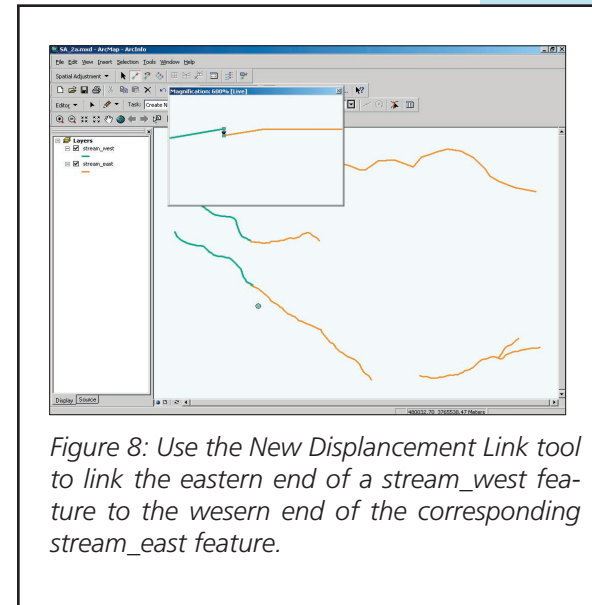 SA_2a.mxd - ArcMap - ArcInfo
File Edit View Insert Selection Tools Window Help
Spatial Adjustment
Magnification: 600% [Live]
Editor Task: Create N
Layers
stream_west
stream_east
Display Source
480032.70 3765538.47 Meters
Figure 8: Use the New Displancement Link tool
to link the eastern end of a stream_west fea-
ture to the wesern end of the corresponding
stream_east feature.